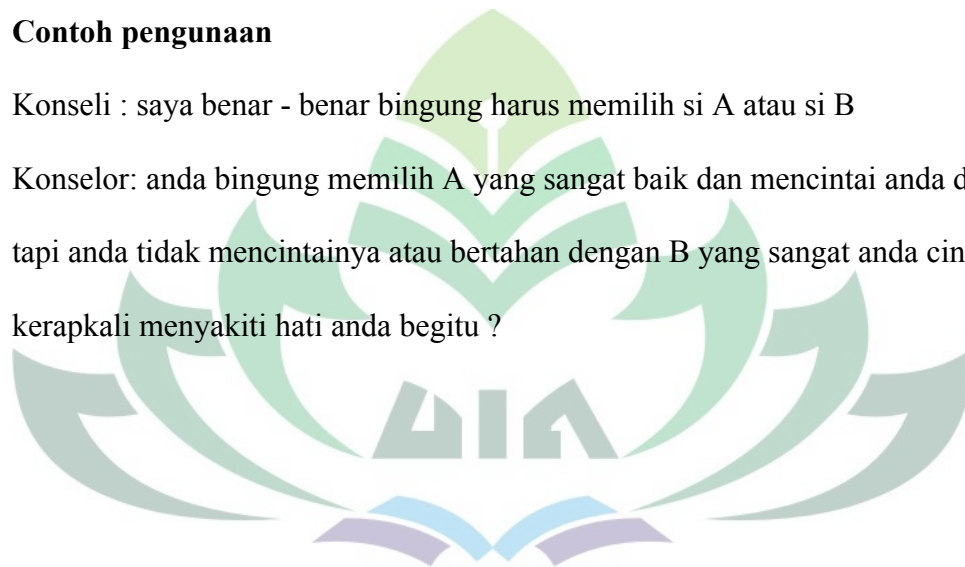 Contoh pengunaan
Konseli : saya benar - benar bingung harus memilih si A atau si B
Konselor: anda bingung memilih A yang sangat baik dan mencintai anda
tapi anda tidak mencintainya atau bertahan dengan B yang sangat anda
kerapkali menyakiti hati anda begitu ?